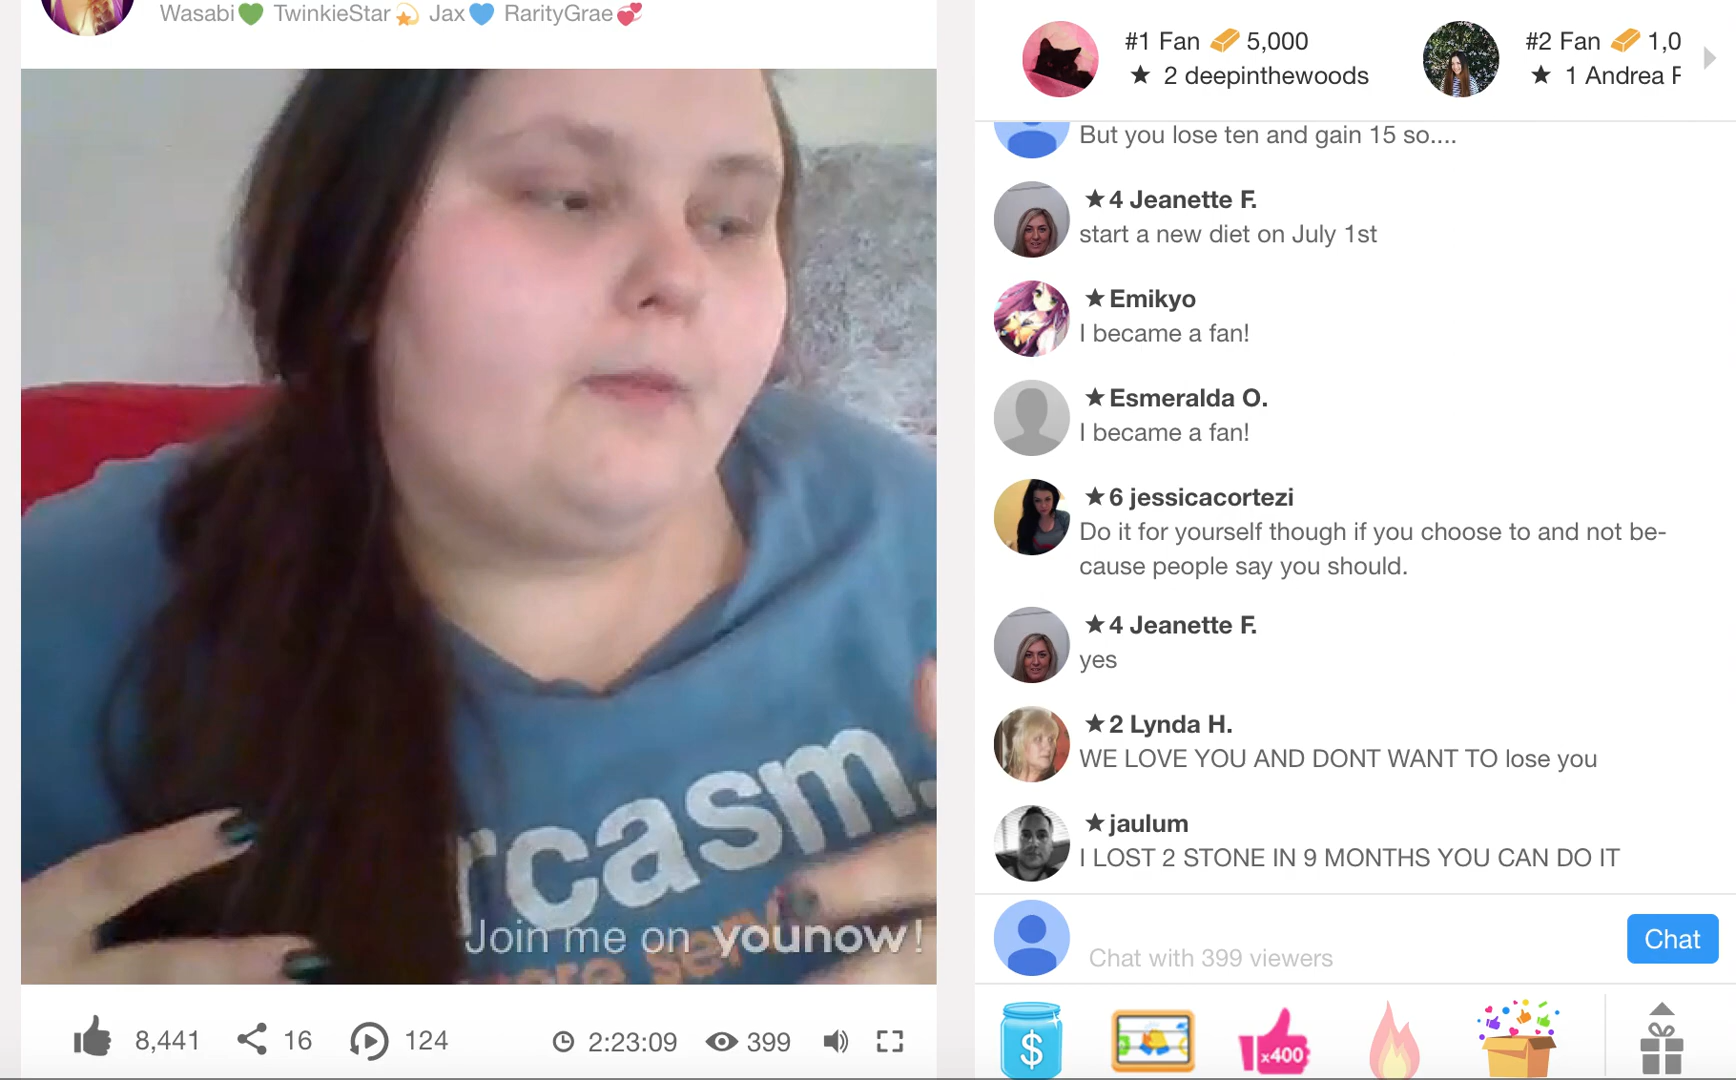 Wasabi💚 TwinkieStar💫 Jax💙 RarityGrae💞
rcasm.
Join me on younow!
8,441
16
124
2:23:09
399
#1 Fan 5,000
★ 2 deepinthewoods
#2 Fan 1,0
★ 1 Andrea F
But you lose ten and gain 15 so....
★4 Jeanette F.
start a new diet on July 1st
★Emikyo
I became a fan!
★Esmeralda O.
I became a fan!
★6 jessicacortezi
Do it for yourself though if you choose to and not be-
cause people say you should.
★4 Jeanette F.
yes
★2 Lynda H.
WE LOVE YOU AND DONT WANT TO lose you
★jaulum
I LOST 2 STONE IN 9 MONTHS YOU CAN DO IT
Chat with 399 viewers
Chat
$
x400